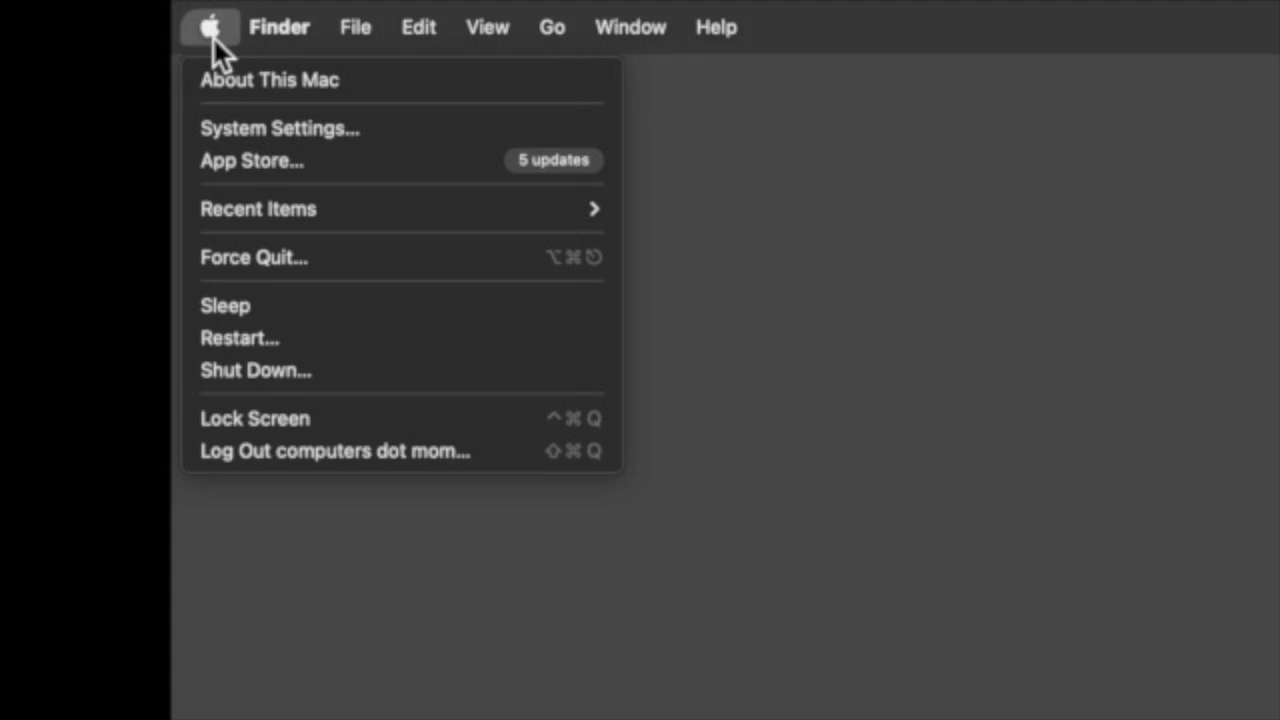 Finder File Edit View Go Window Help
About This Mac
System Settings...
App Store... 5 updates
Recent Items
Force Quit... ⌥⌘⎋
Sleep
Restart...
Shut Down...
Lock Screen ^⌘Q
Log Out computers dot mom... ⇧⌘Q